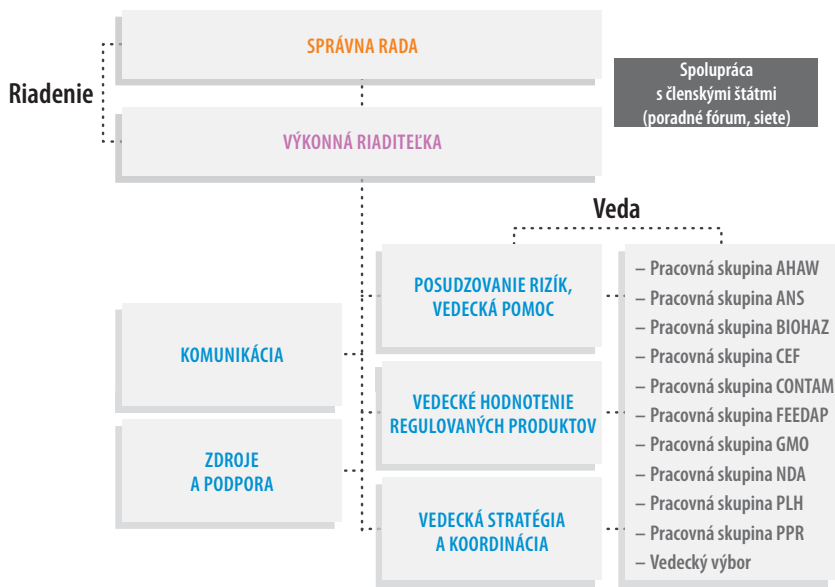 SPRÁVNA RADA
Riadenie
Spolupráca
s členskými štátmi
(poradné fórum, siete)
VÝKONNÁ RIADITEĽKA
Veda
POSUDZOVANIE RIZÍK,
VEDECKÁ POMOC
KOMUNIKÁCIA
VEDECKÉ HODNOTENIE
REGULOVANÝCH PRODUKTOV
ZDROJE
A PODPORA
VEDECKÁ STRATÉGIA
A KOORDINÁCIA
– Pracovná skupina AHAW
– Pracovná skupina ANS
– Pracovná skupina BIOHAZ
– Pracovná skupina CEF
– Pracovná skupina CONTAM
– Pracovná skupina FEEDAP
– Pracovná skupina GMO
– Pracovná skupina NDA
– Pracovná skupina PLH
– Pracovná skupina PPR
– Vedecký výbor